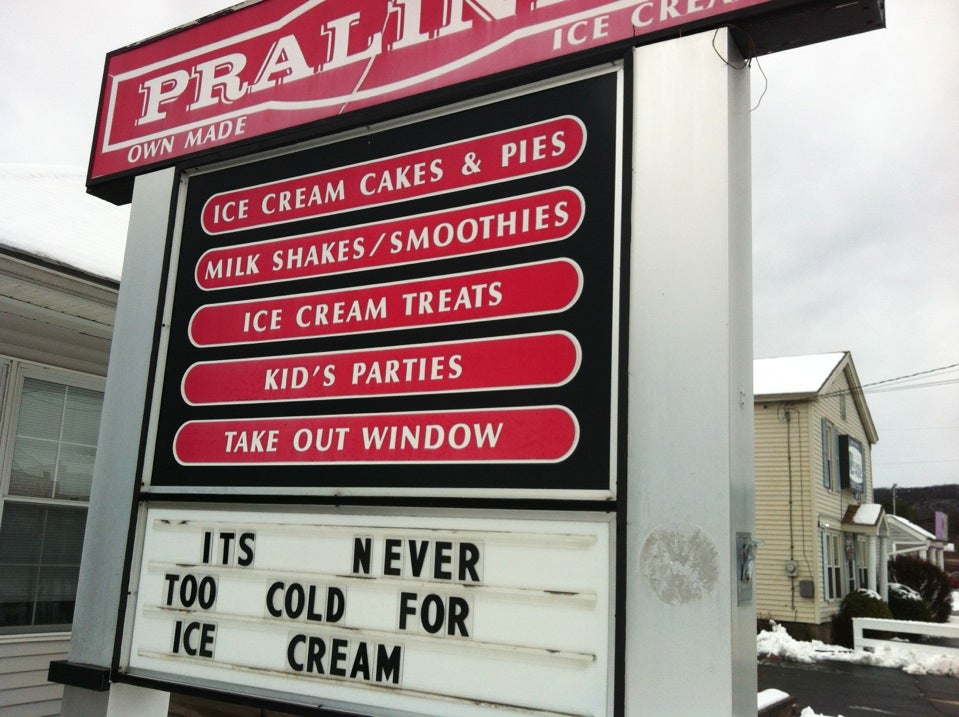 OWN MADE
ICE CREAM CAKES & PIES
MILK SHAKES/SMOOTHIES
ICE CREAM TREATS
KID'S PARTIES
TAKE OUT WINDOW
ITS NEVER
TOO COLD FOR
ICE CREAM